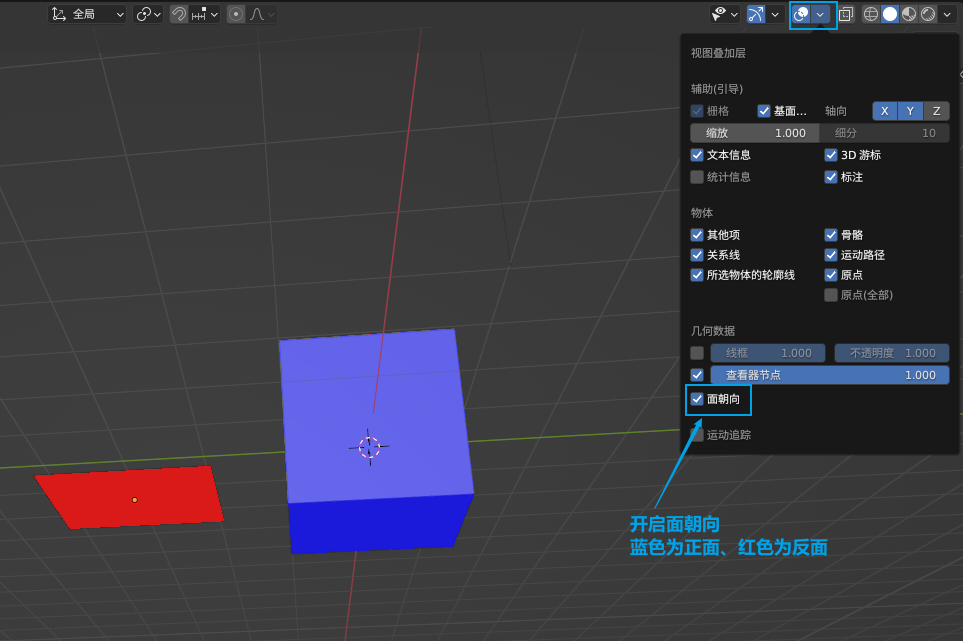 全局
视图叠加层
辅助(引导)
栅格 基面... 轴向 X Y Z
缩放 1.000 细分 10
文本信息 3D 游标
统计信息 标注
物体
其他项 骨骼
关系线 运动路径
所选物体的轮廓线 原点
原点(全部)
几何数据
线框 1.000 不透明度 1.000
查看器节点 1.000
面朝向
运动追踪
开启面朝向
蓝色为正面、红色为反面